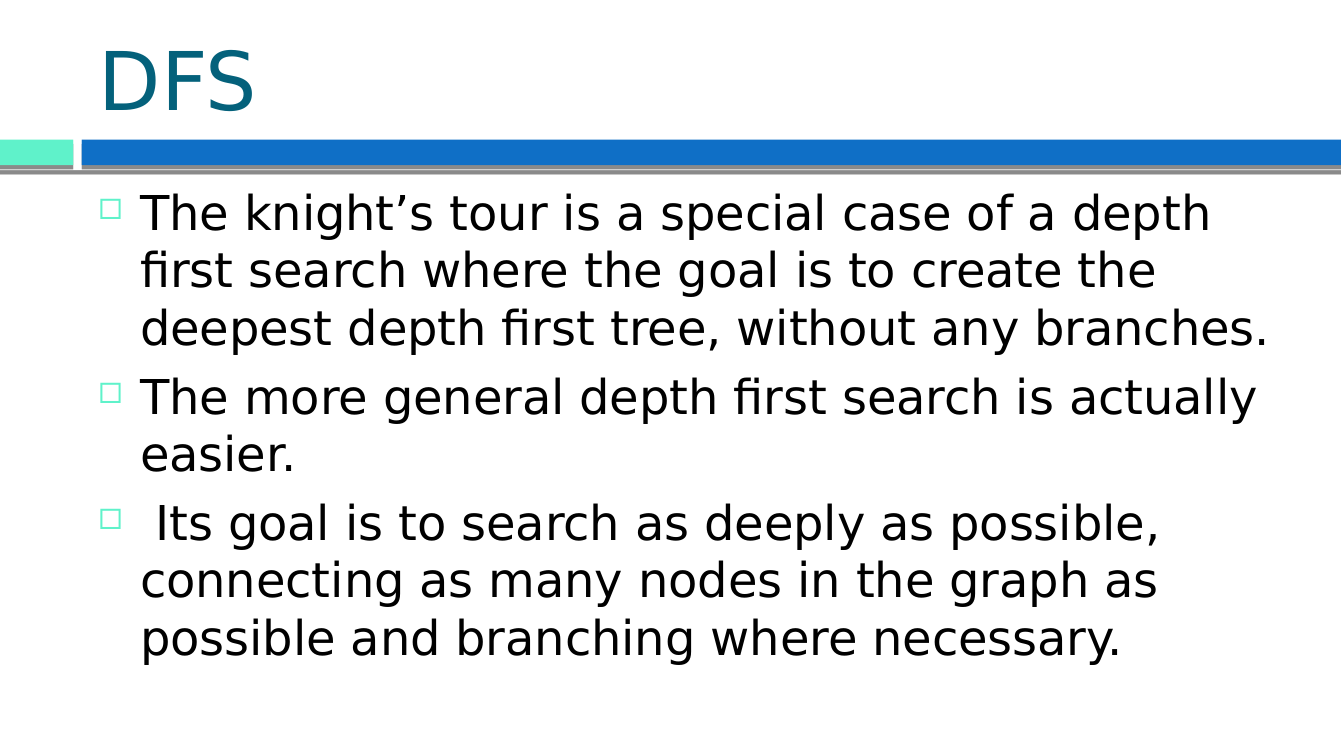 DFS
The knight’s tour is a special case of a depth
first search where the goal is to create the
deepest depth first tree, without any branches.
The more general depth first search is actually
easier.
Its goal is to search as deeply as possible,
connecting as many nodes in the graph as
possible and branching where necessary.